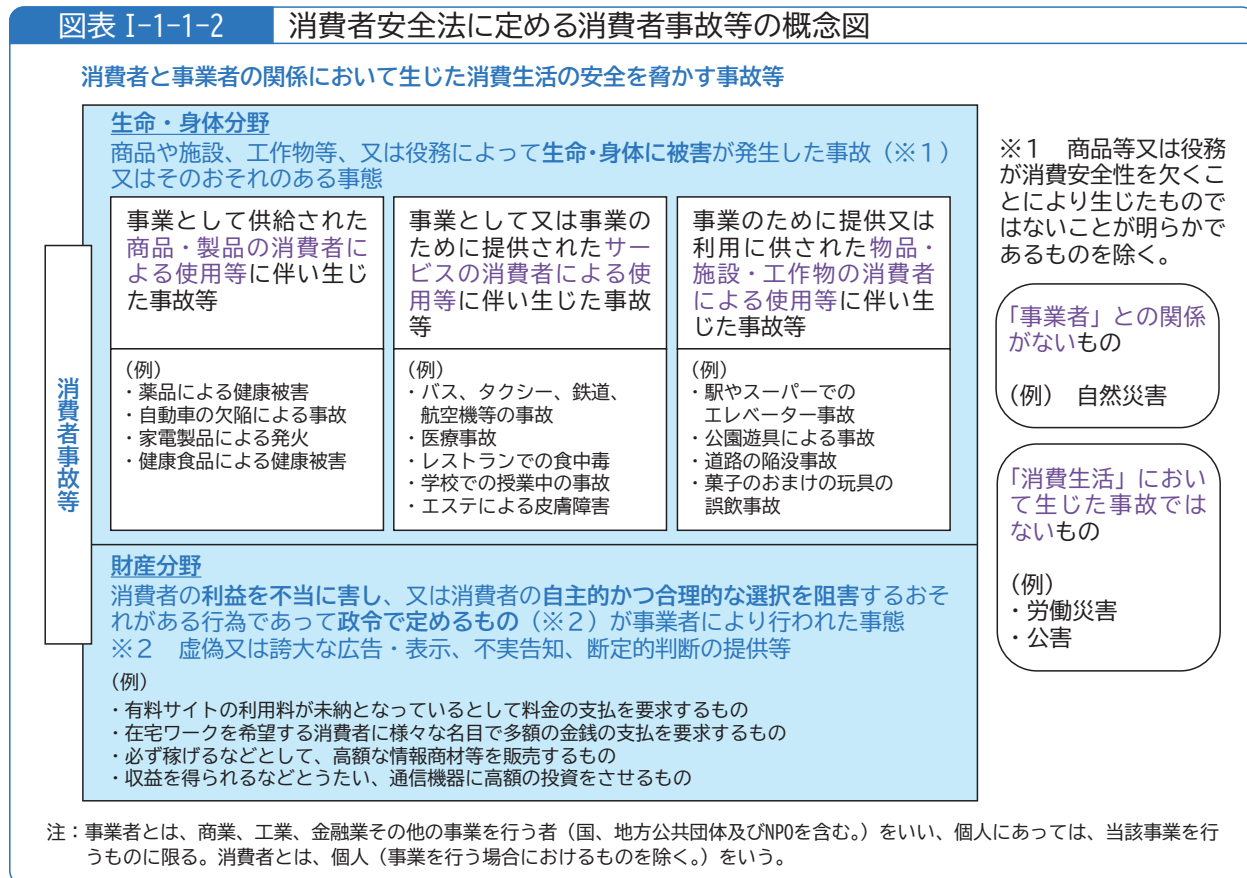 図表 Ⅰ-1-1-2
消費者安全法に定める消費者事故等の概念図
消費者と事業者の関係において生じた消費生活の安全を脅かす事故等
消費者事故等
生命・身体分野
商品や施設、工作物等、又は役務によって生命・身体に被害が発生した事故（※１）
又はそのおそれのある事態
事業として供給された
商品・製品の消費者に
よる使用等に伴い生じ
た事故等
（例）
・薬品による健康被害
・自動車の欠陥による事故
・家電製品による発火
・健康食品による健康被害
事業として又は事業の
ために提供されたサー
ビスの消費者による使
用等に伴い生じた事故
等
（例）
・バス、タクシー、鉄道、
航空機等の事故
・医療事故
・レストランでの食中毒
・学校での授業中の事故
・エステによる皮膚障害
事業のために提供又は
利用に供された物品・
施設・工作物の消費者
による使用等に伴い生
じた事故等
（例）
・駅やスーパーでの
エレベーター事故
・公園遊具による事故
・道路の陥没事故
・菓子のおまけの玩具の
誤飲事故
財産分野
消費者の利益を不当に害し、又は消費者の自主的かつ合理的な選択を阻害するおそ
れがある行為であって政令で定めるもの（※２）が事業者により行われた事態
※２　虚偽又は誇大な広告・表示、不実告知、断定的判断の提供等
（例）
・有料サイトの利用料が未納となっているとして料金の支払を要求するもの
・在宅ワークを希望する消費者に様々な名目で多額の金銭の支払を要求するもの
・必ず稼げるなどとして、高額な情報商材等を販売するもの
・収益を得られるなどとうたい、通信機器に高額の投資をさせるもの
※１　商品等又は役務
が消費安全性を欠くこ
とにより生じたもので
はないことが明らかで
あるものを除く。
「事業者」との関係
がないもの
（例）　自然災害
「消費生活」におい
て生じた事故では
ないもの
（例）
・労働災害
・公害
注：事業者とは、商業、工業、金融業その他の事業を行う者（国、地方公共団体及びNPOを含む。）をいい、個人にあっては、当該事業を行
うものに限る。消費者とは、個人（事業を行う場合におけるものを除く。）をいう。